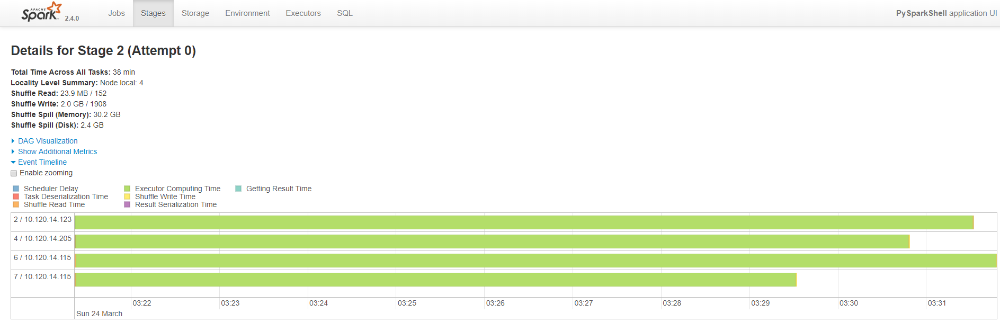 APACHE
Spark 2.4.0 Jobs Stages Storage Environment Executors SQL PySparkShell application UI
Details for Stage 2 (Attempt 0)
Total Time Across All Tasks: 38 min
Locality Level Summary: Node local: 4
Shuffle Read: 23.9 MB / 152
Shuffle Write: 2.0 GB / 1908
Shuffle Spill (Memory): 30.2 GB
Shuffle Spill (Disk): 2.4 GB
DAG Visualization
Show Additional Metrics
Event Timeline
Enable zooming
Scheduler Delay Executor Computing Time Getting Result Time
Task Deserialization Time Shuffle Write Time
Shuffle Read Time Result Serialization Time
2 / 10.120.14.123
4 / 10.120.14.205
6 / 10.120.14.115
7 / 10.120.14.115
03:22 03:23 03:24 03:25 03:26 03:27 03:28 03:29 03:30 03:31
Sun 24 March